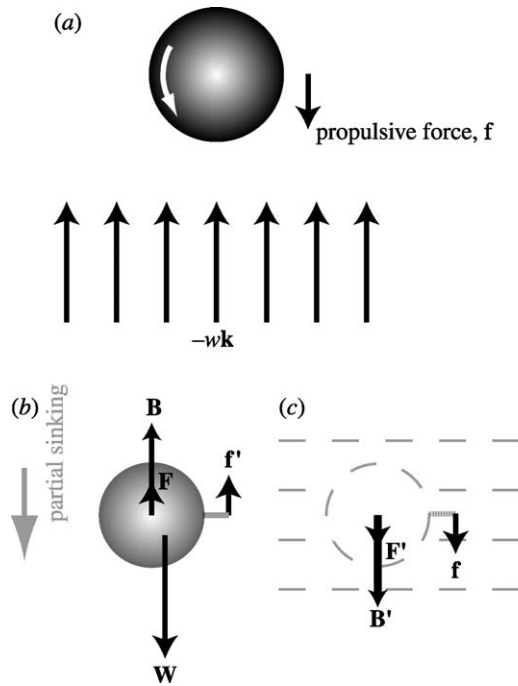 (a)
propulsive force, f
–wk
(b)
partial sinking
B
F
f'
W
(c)
F'
f
B'